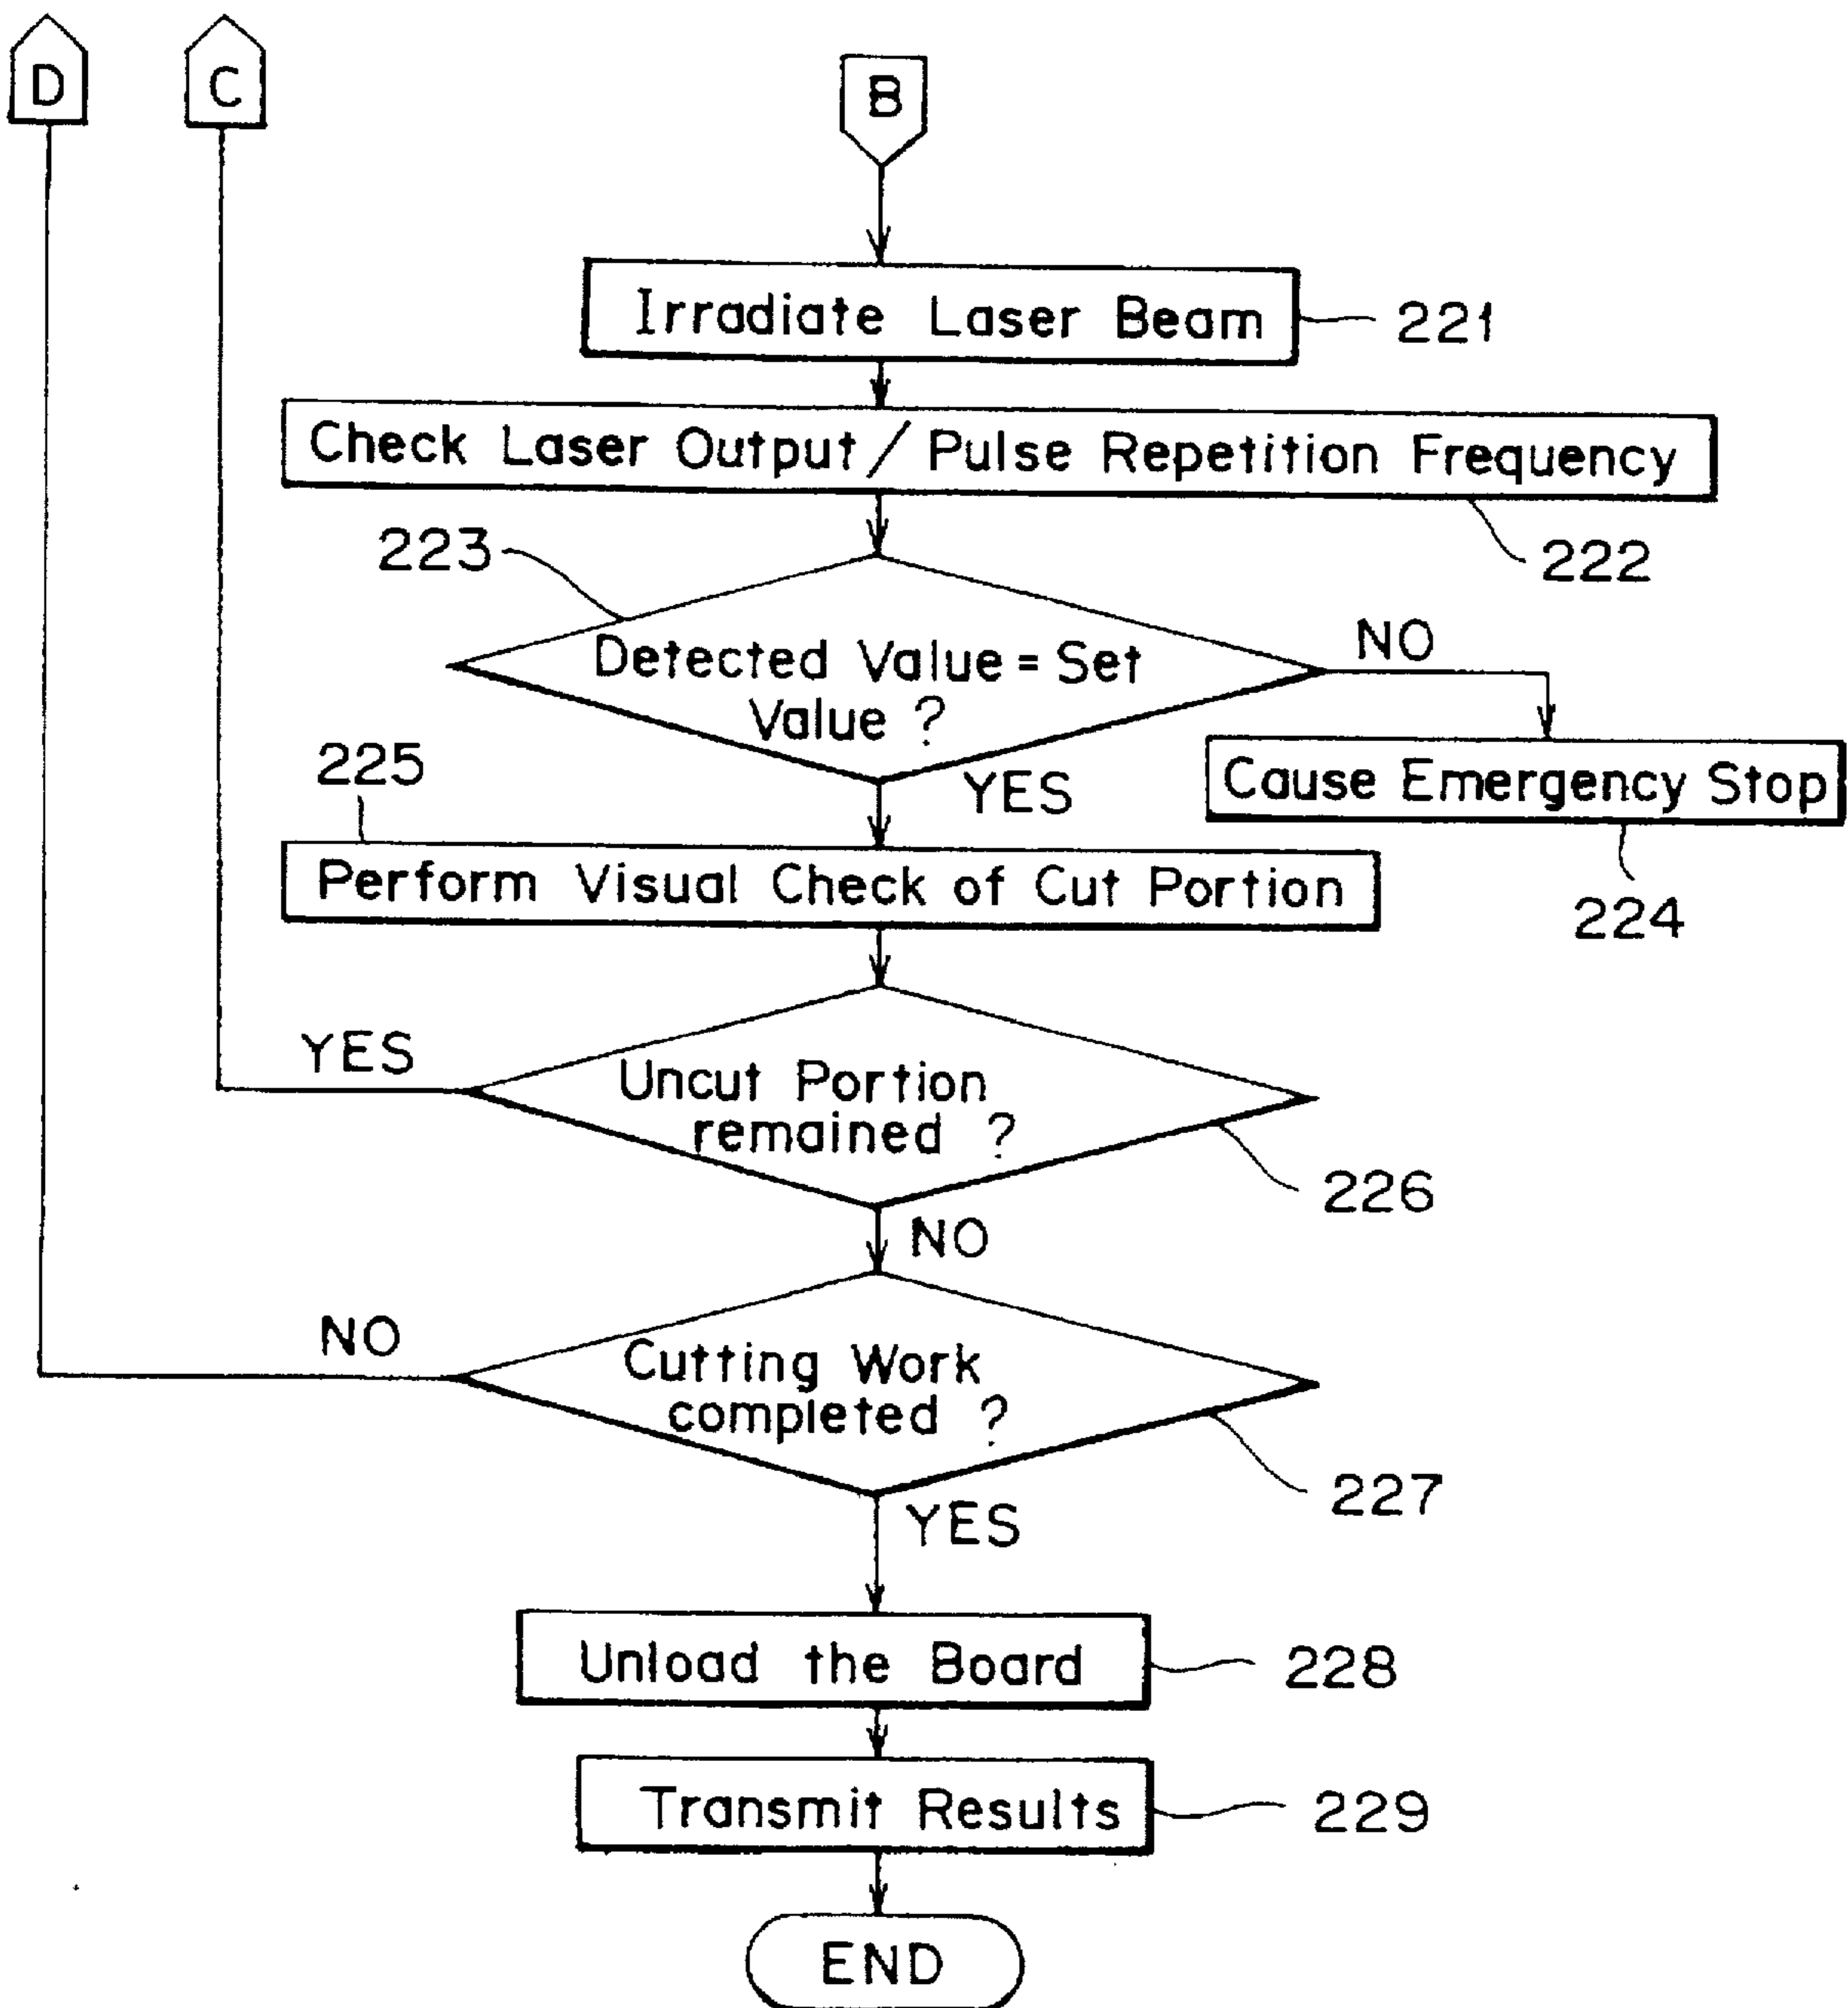 D
C
B
Irradiate Laser Beam
221
Check Laser Output / Pulse Repetition Frequency
222
223
Detected Value = Set
Value ?
NO
YES
Cause Emergency Stop
224
225
Perform Visual Check of Cut Portion
YES
Uncut Portion
remained ?
226
NO
NO
Cutting Work
completed ?
227
YES
Unload the Board
228
Transmit Results
229
END